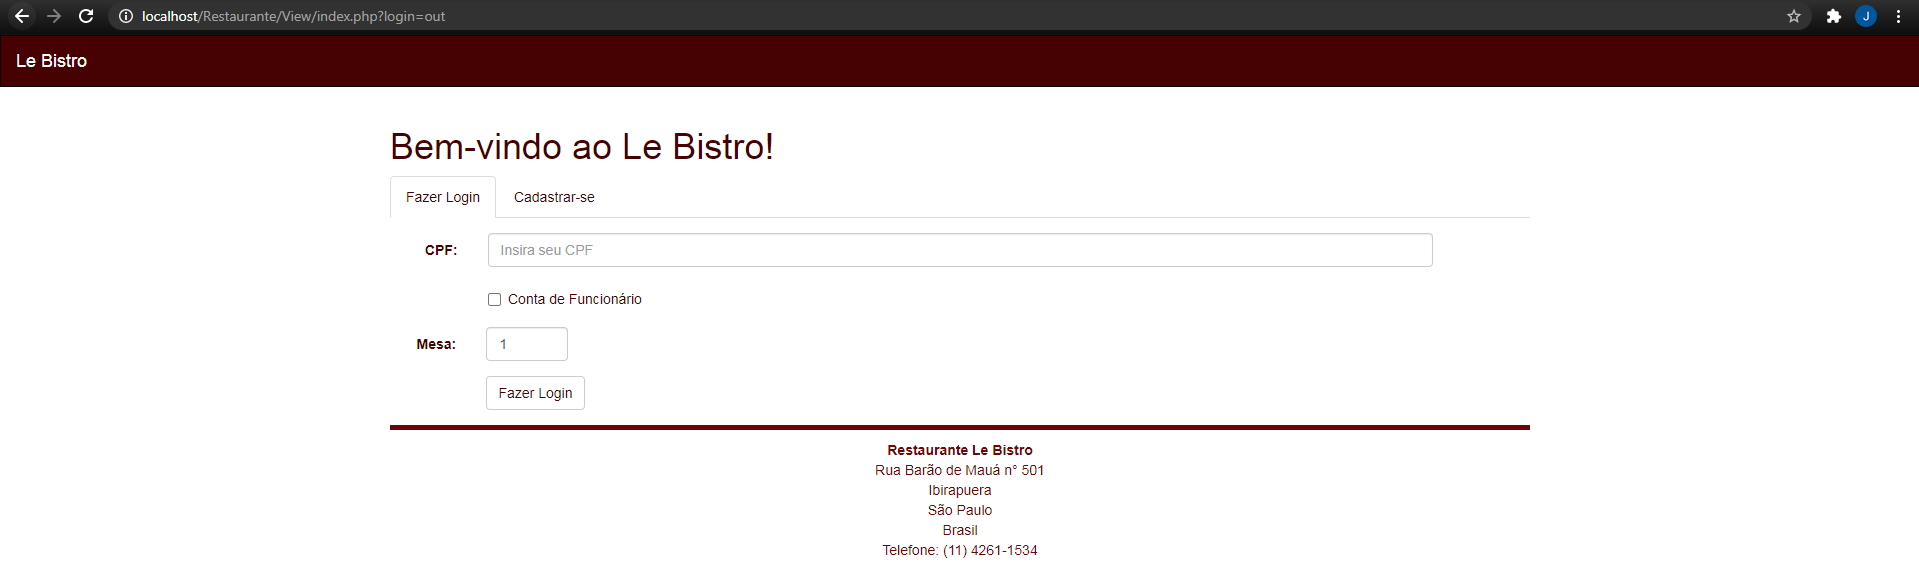 localhost/Restaurante/View/index.php?login=out
J
Le Bistro
Bem-vindo ao Le Bistro!
Fazer Login Cadastrar-se
CPF: Insira seu CPF
Conta de Funcionário
Mesa: 1
Fazer Login
Restaurante Le Bistro
Rua Barão de Mauá n° 501
Ibirapuera
São Paulo
Brasil
Telefone: (11) 4261-1534